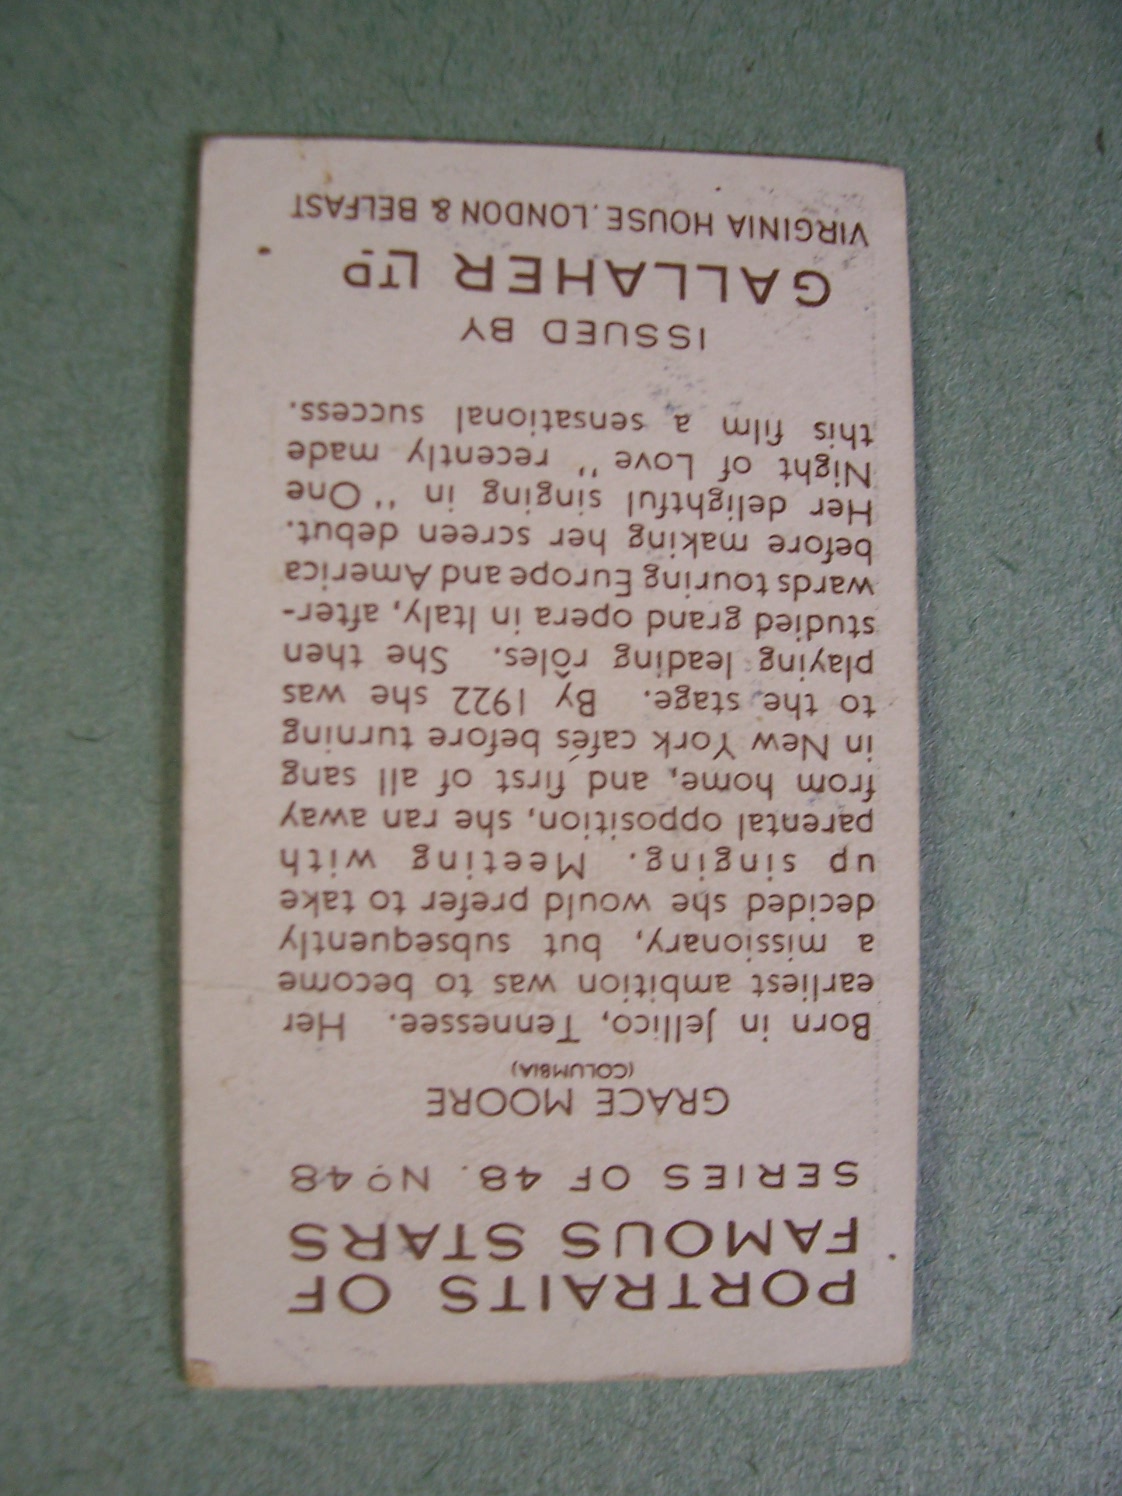 PORTRAITS OF
FAMOUS STARS
SERIES OF 48. No 48
GRACE MOORE
(COLUMBIA)
Born in Jellico, Tennessee. Her
earliest ambition was to become
a missionary, but subsequently
decided she would prefer to take
up singing. Meeting with
parental opposition, she ran away
from home, and first of all sang
in New York cafés before turning
to the stage. By 1922 she was
playing leading rôles. She then
studied grand opera in Italy, after-
wards touring Europe and America
before making her screen debut.
Her delightful singing in "One
Night of Love" recently made
this film a sensational success.
ISSUED BY
GALLAHER LTD
VIRGINIA HOUSE. LONDON & BELFAST